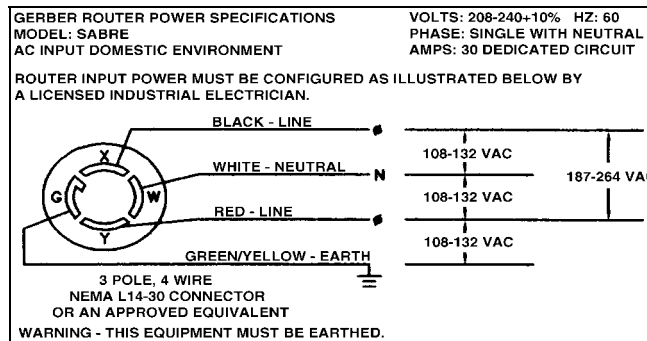 GERBER ROUTER POWER SPECIFICATIONS
MODEL: SABRE
AC INPUT DOMESTIC ENVIRONMENT
VOLTS: 208-240+10% HZ: 60
PHASE: SINGLE WITH NEUTRAL
AMPS: 30 DEDICATED CIRCUIT
ROUTER INPUT POWER MUST BE CONFIGURED AS ILLUSTRATED BELOW BY
A LICENSED INDUSTRIAL ELECTRICIAN.
BLACK - LINE
X
WHITE - NEUTRAL
N
G
W
RED - LINE
Y
GREEN/YELLOW - EARTH
108-132 VAC
108-132 VAC
108-132 VAC
187-264 VA
3 POLE, 4 WIRE
NEMA L14-30 CONNECTOR
OR AN APPROVED EQUIVALENT
WARNING - THIS EQUIPMENT MUST BE EARTHED.